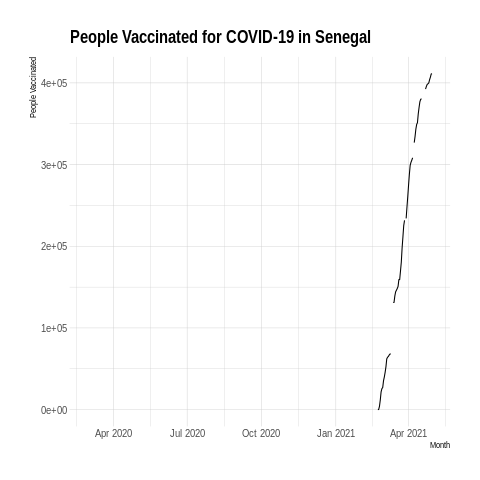 People Vaccinated for COVID-19 in Senegal
People Vaccinated
4e+05
3e+05
2e+05
1e+05
0e+00
Apr 2020 Jul 2020 Oct 2020 Jan 2021 Apr 2021
Month